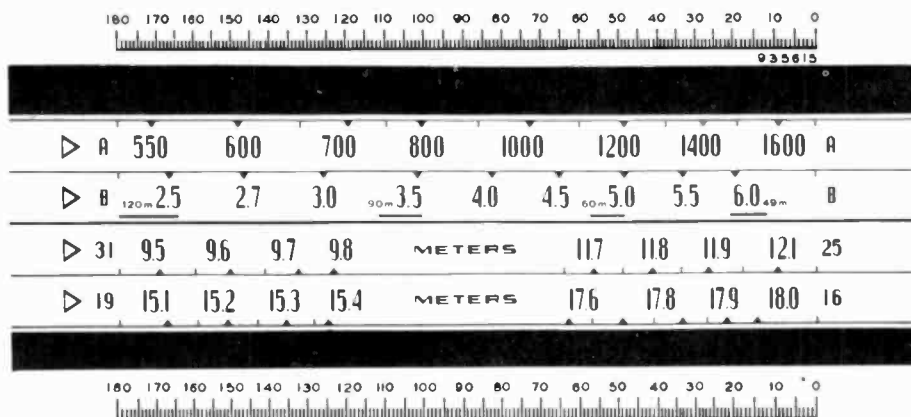 180 170 160 150 140 130 120 110 100 90 80 70 60 50 40 30 20 10 0
935615
A 550 600 700 800 1000 1200 1400 1600 A
B 120m 2.5 2.7 3.0 90m 3.5 4.0 4.5 60m 5.0 5.5 6.0 49m B
31 9.5 9.6 9.7 9.8 METERS 11.7 11.8 11.9 12.1 25
19 15.1 15.2 15.3 15.4 METERS 17.6 17.8 17.9 18.0 16
180 170 160 150 140 130 120 110 100 90 80 70 60 50 40 30 20 10 0